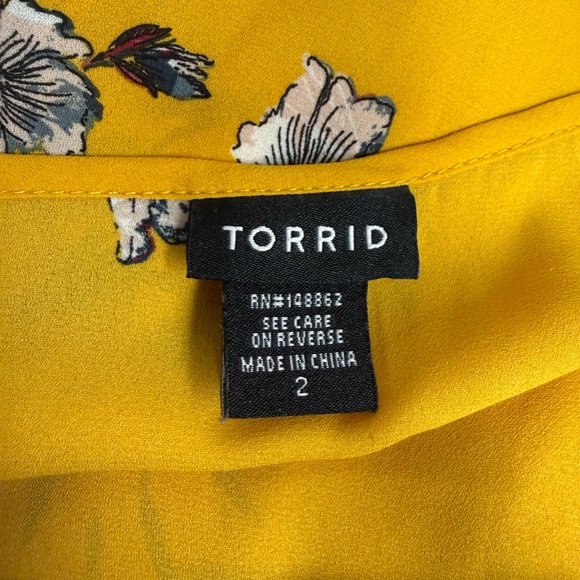 TORRID
RN#148862
SEE CARE
ON REVERSE
MADE IN CHINA
2